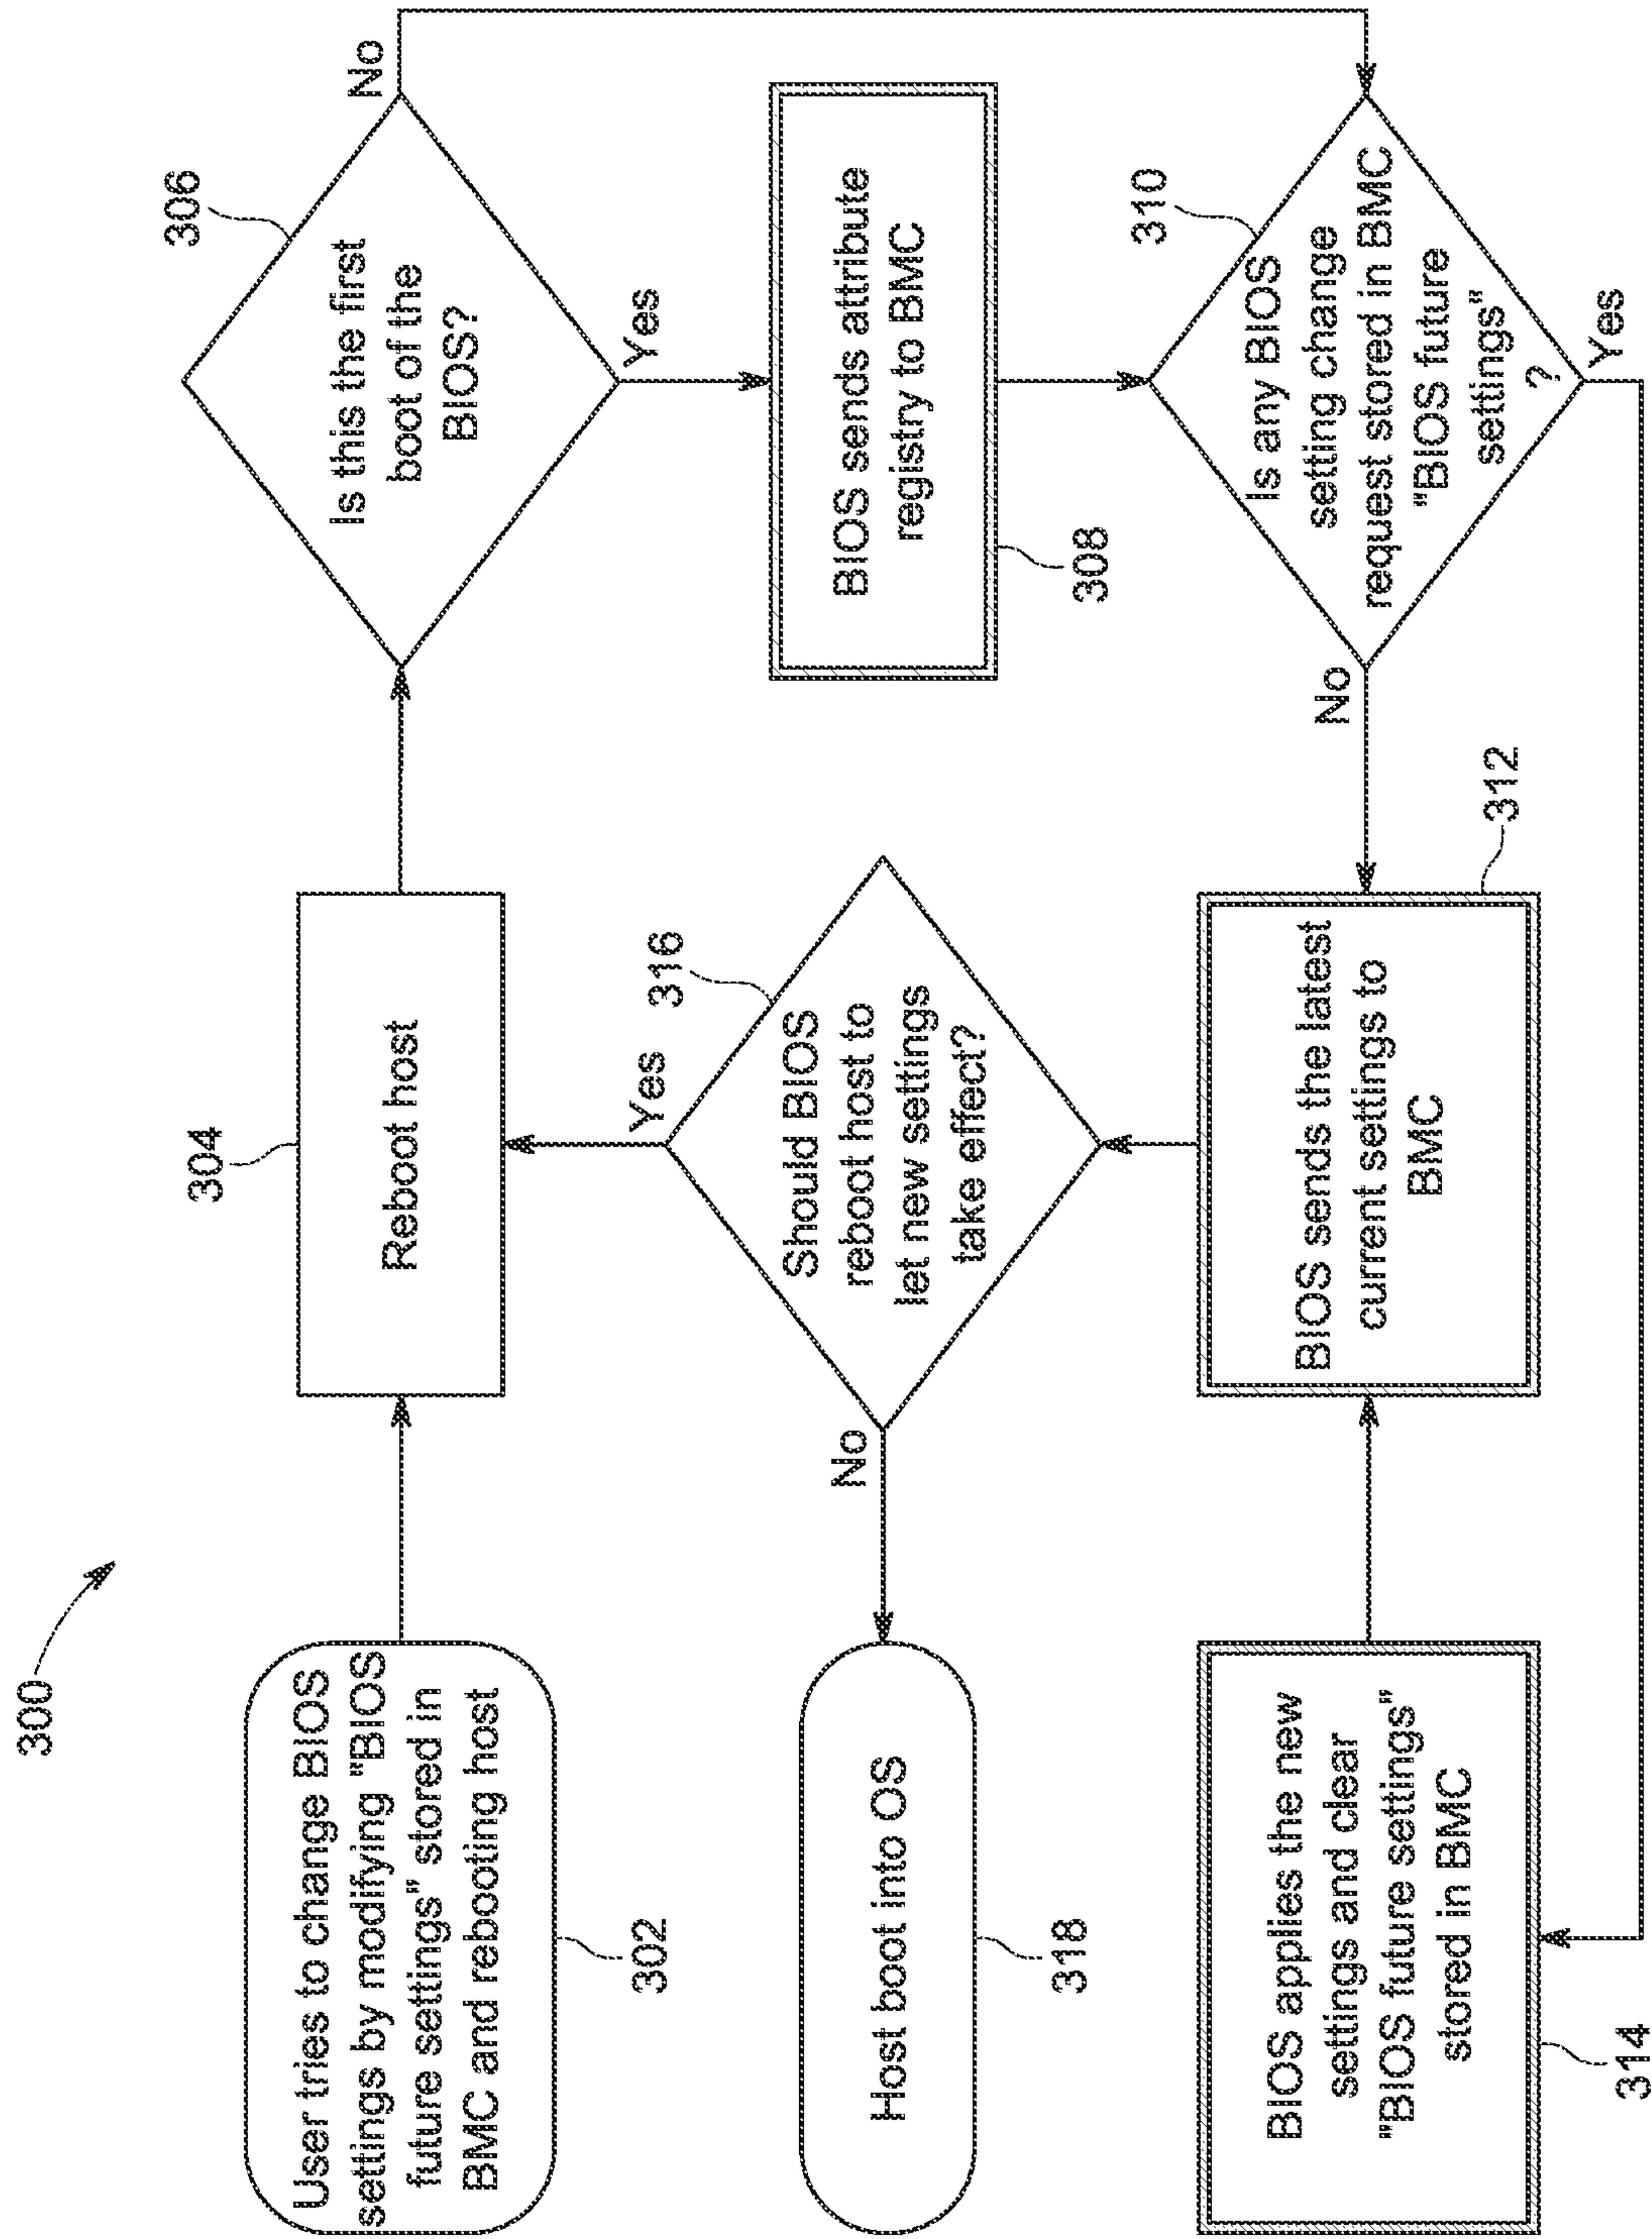 300
User tries to change BIOS
settings by modifying "BIOS
future settings" stored in
BMC and rebooting host
302
304
Reboot host
306
Is this the first
boot of the
BIOS?
No
Yes
Host boot into OS
318
No
316
Should BIOS
reboot host to
let new settings
take effect?
Yes
BIOS sends attribute
registry to BMC
308
BIOS applies the new
settings and clear
"BIOS future settings"
stored in BMC
314
BIOS sends the latest
current settings to
BMC
312
No
310
Is any BIOS
setting change
request stored in BMC
"BIOS future
settings"
?
Yes